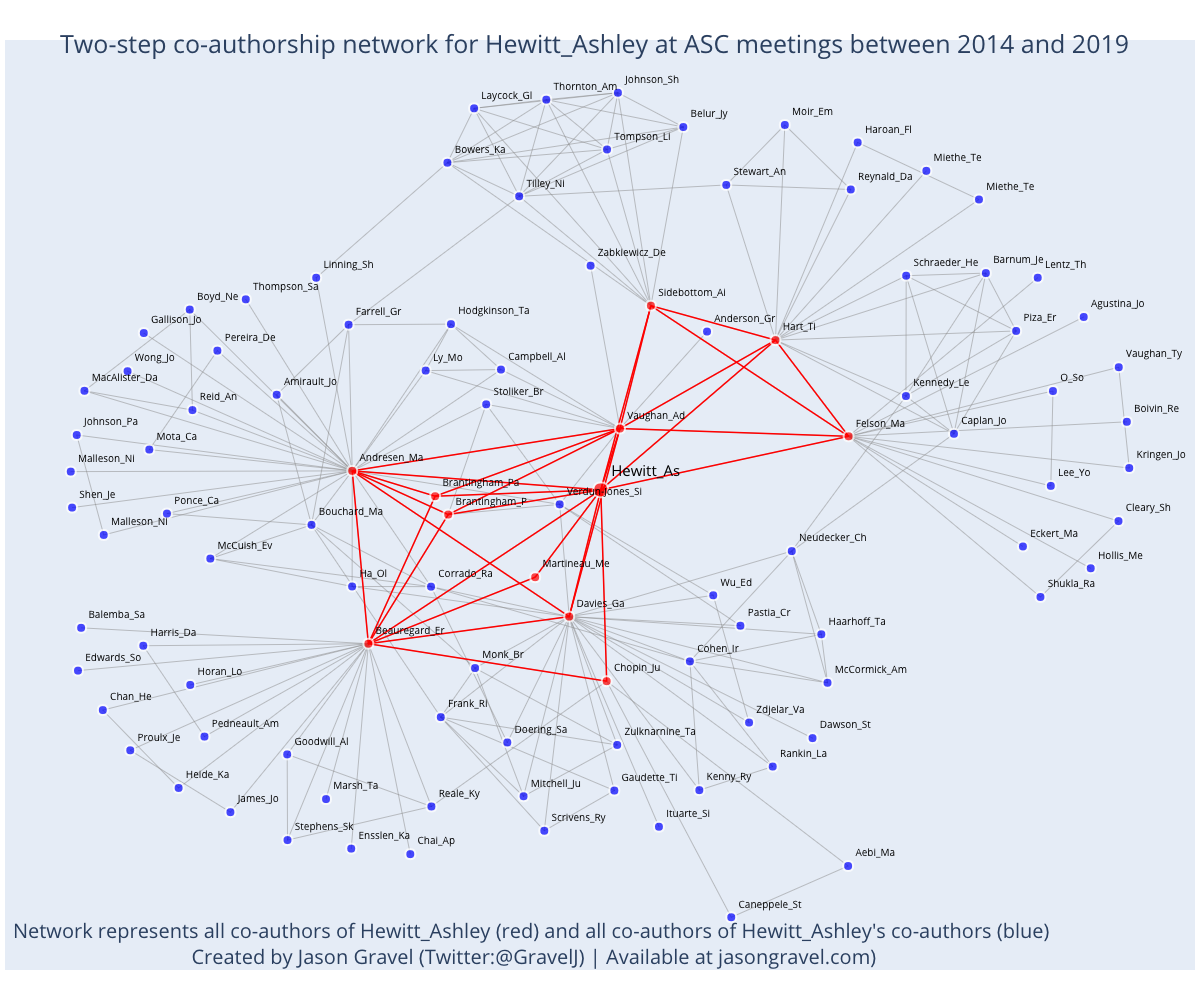 Two-step co-authorship network for Hewitt_Ashley at ASC meetings between 2014 and 2019
Johnson_Sh
Thornton_Am
Laycock_Gl
Belur_Jy
Moir_Em
Haroan_Fl
Tompson_Li
Bowers_Ka
Miethe_Te
Stewart_An
Reynald_Da
Tilley_Ni
Miethe_Te
Zabkiewicz_De
Linning_Sh
Schraeder_He
Barnum_Je
Lentz_Th
Thompson_Sa
Boyd_Ne
Sidebottom_Ai
Agustina_Jo
Farrell_Gr
Hodgkinson_Ta
Anderson_Gr
Hart_Ti
Piza_Er
Gallison_Jo
Pereira_De
Wong_Jo
Ly_Mo
Campbell_Al
Vaughan_Ty
MacAlister_Da
Amirault_Jo
Kennedy_Le
O_So
Reid_An
Stoliker_Br
Johnson_Pa
Mota_Ca
Vaughan_Ad
Felson_Ma
Caplan_Jo
Boivin_Re
Malleson_Ni
Andresen_Ma
Hewitt_As
Kringen_Jo
Brantingham_Pa
Lee_Yo
Shen_Je
Ponce_Ca
Brantingham_P
Verdun-Jones_Si
Bouchard_Ma
Malleson_Ni
Cleary_Sh
Neudecker_Ch
Eckert_Ma
McCuish_Ev
Ha_Ol
Corrado_Ra
Martineau_Me
Hollis_Me
Wu_Ed
Shukla_Ra
Balemba_Sa
Davies_Ga
Pastia_Cr
Harris_Da
Beauregard_Er
Haarhoff_Ta
Edwards_So
Horan_Lo
Monk_Br
Chopin_Ju
Cohen_Ir
McCormick_Am
Chan_He
Frank_Ri
Zdjelar_Va
Proulx_Je
Pedneault_Am
Doering_Sa
Zulknarnine_Ta
Dawson_St
Goodwill_Al
Rankin_La
Heide_Ka
Marsh_Ta
Reale_Ky
Mitchell_Ju
Gaudette_Ti
Kenny_Ry
James_Jo
Scrivens_Ry
Ituarte_Si
Stephens_Sk
Ensslen_Ka
Chai_Ap
Aebi_Ma
Caneppele_St
Network represents all co-authors of Hewitt_Ashley (red) and all co-authors of Hewitt_Ashley's co-authors (blue)
Created by Jason Gravel (Twitter:@GravelJ) | Available at jasongravel.com)